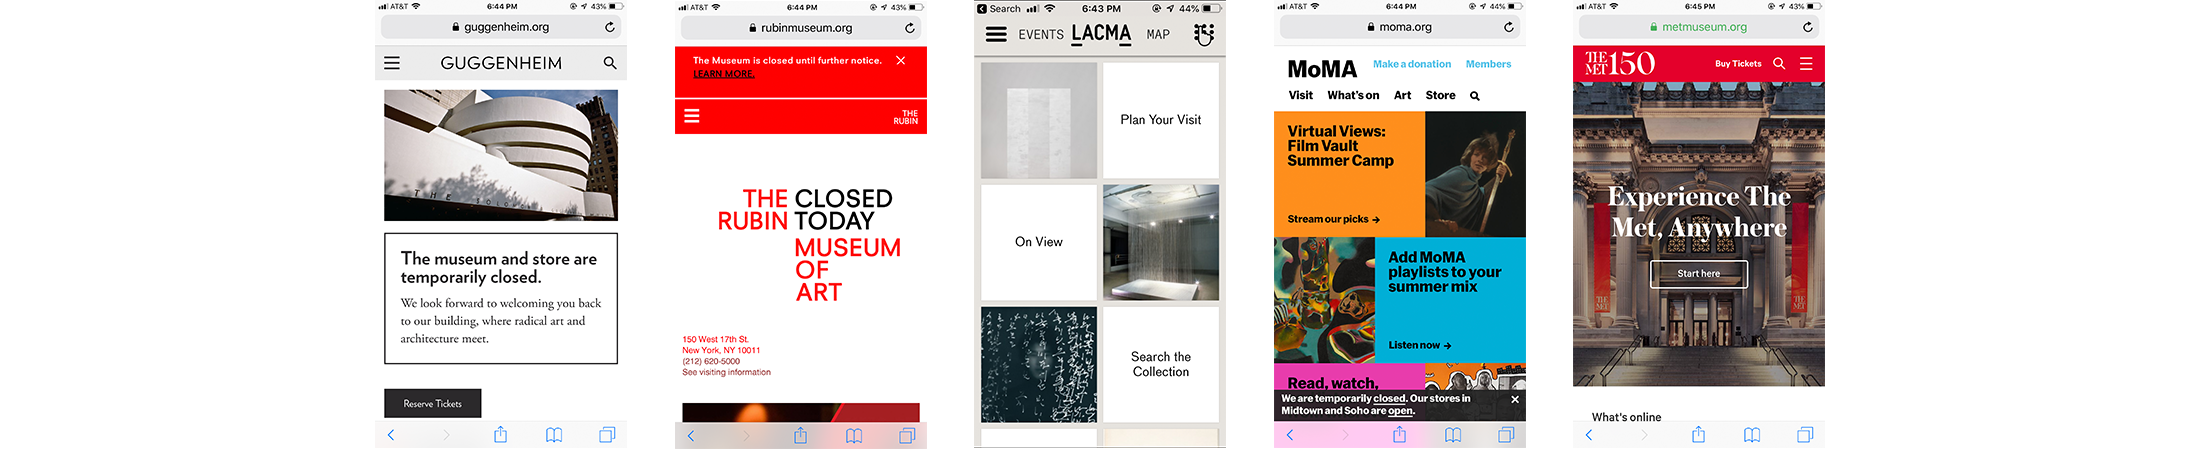 AT&T 6:44 PM 43%
guggenheim.org
GUGGENHEIM
THE
The museum and store are
temporarily closed.
We look forward to welcoming you back
to our building, where radical art and
architecture meet.
Reserve Tickets
AT&T 6:44 PM 43%
rubinmuseum.org
The Museum is closed until further notice.
LEARN MORE.
THE
RUBIN
THE CLOSED
RUBIN TODAY
MUSEUM
OF
ART
150 West 17th St.
New York, NY 10011
(212) 620-5000
See visiting information
Search 6:43 PM 44%
EVENTS LACMA MAP
Plan Your Visit
On View
Search the
Collection
AT&T 6:44 PM 43%
moma.org
MoMA Make a donation Members
Visit What's on Art Store
Virtual Views:
Film Vault
Summer Camp
Stream our picks →
Add MoMA
playlists to your
summer mix
Listen now →
Read, watch,
We are temporarily closed. Our stores in
Midtown and Soho are open.
AT&T 6:45 PM 43%
metmuseum.org
THE
MET 150 Buy Tickets
Experience The
Met, Anywhere
Start here
THE
MET
THE
MET
What's online